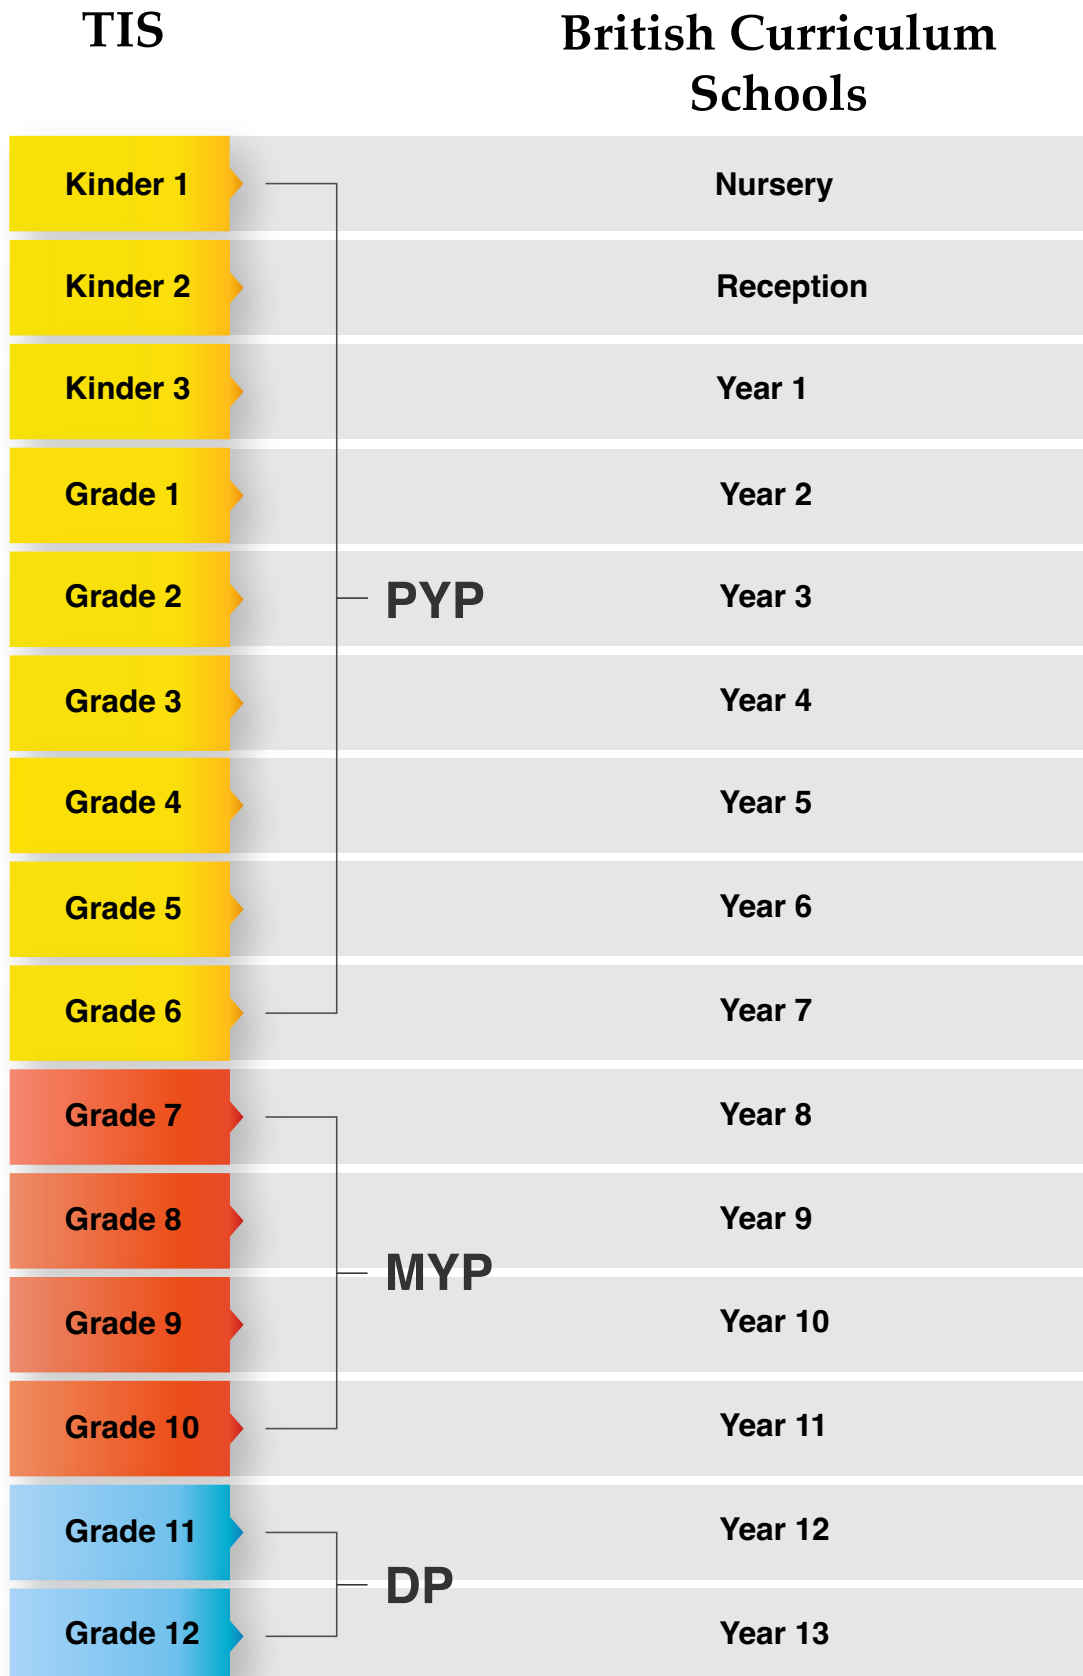 TIS
British Curriculum
Schools
Kinder 1
Nursery
Kinder 2
Reception
Kinder 3
Year 1
Grade 1
Year 2
Grade 2
PYP
Year 3
Grade 3
Year 4
Grade 4
Year 5
Grade 5
Year 6
Grade 6
Year 7
Grade 7
Year 8
Grade 8
Year 9
MYP
Grade 9
Year 10
Grade 10
Year 11
Grade 11
Year 12
DP
Grade 12
Year 13